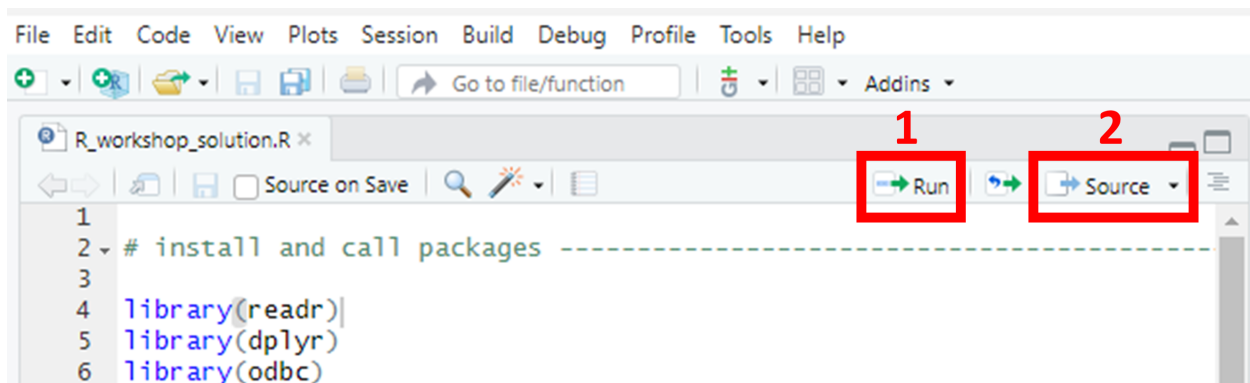 File Edit Code View Plots Session Build Debug Profile Tools Help
Go to file/function Git Addins
R_workshop_solution.R 1 2
Source on Save Run Source
1
2 # install and call packages -------------------------------------------
3
4 library(readr)
5 library(dplyr)
6 library(odbc)